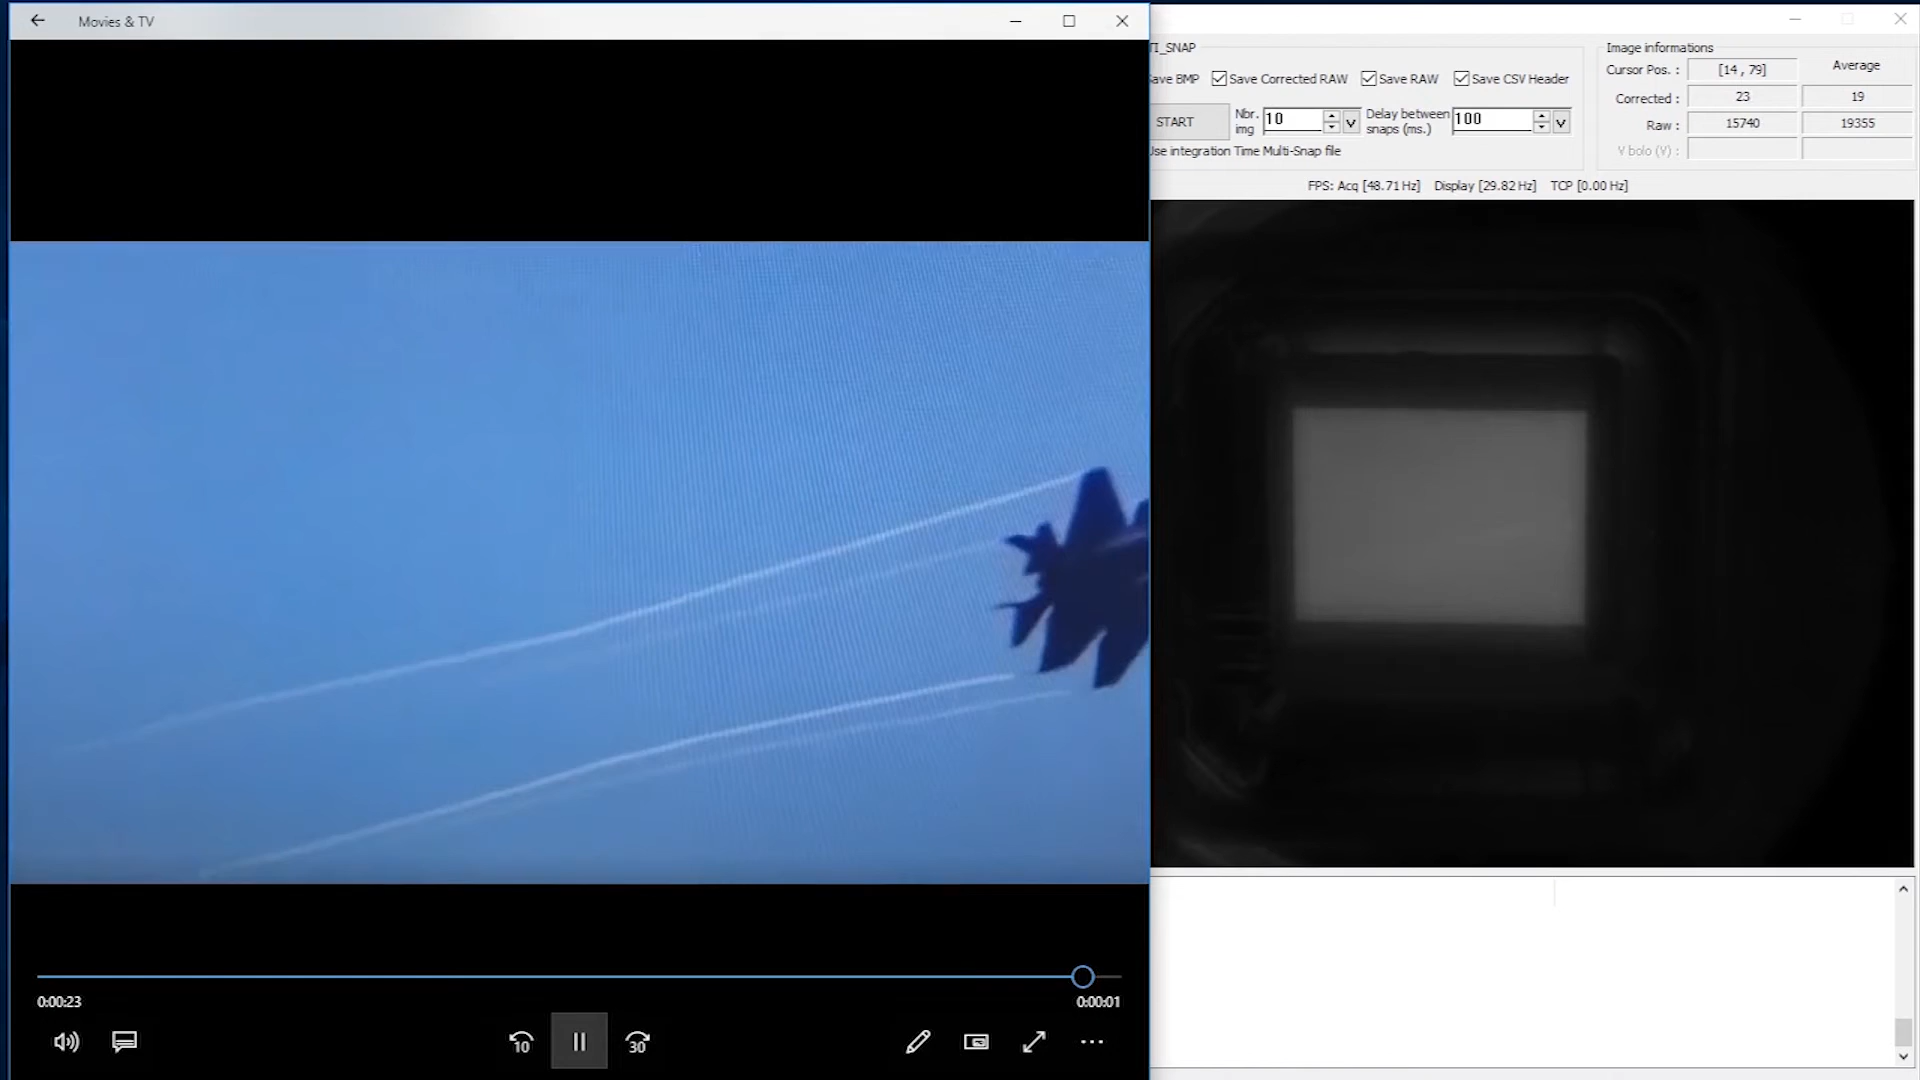 Movies & TV
0:00:23
0:00:01
10
30
TI_SNAP
Save BMP
Save Corrected RAW
Save RAW
Save CSV Header
START
Nbr. img
10
v
Delay between snaps (ms.)
100
v
Use integration Time Multi-Snap file
Image informations
Cursor Pos. : [14 , 79] Average
Corrected : 23 19
Raw : 15740 19355
V bolo (V) :
FPS: Acq [48.71 Hz] Display [29.82 Hz] TCP [0.00 Hz]